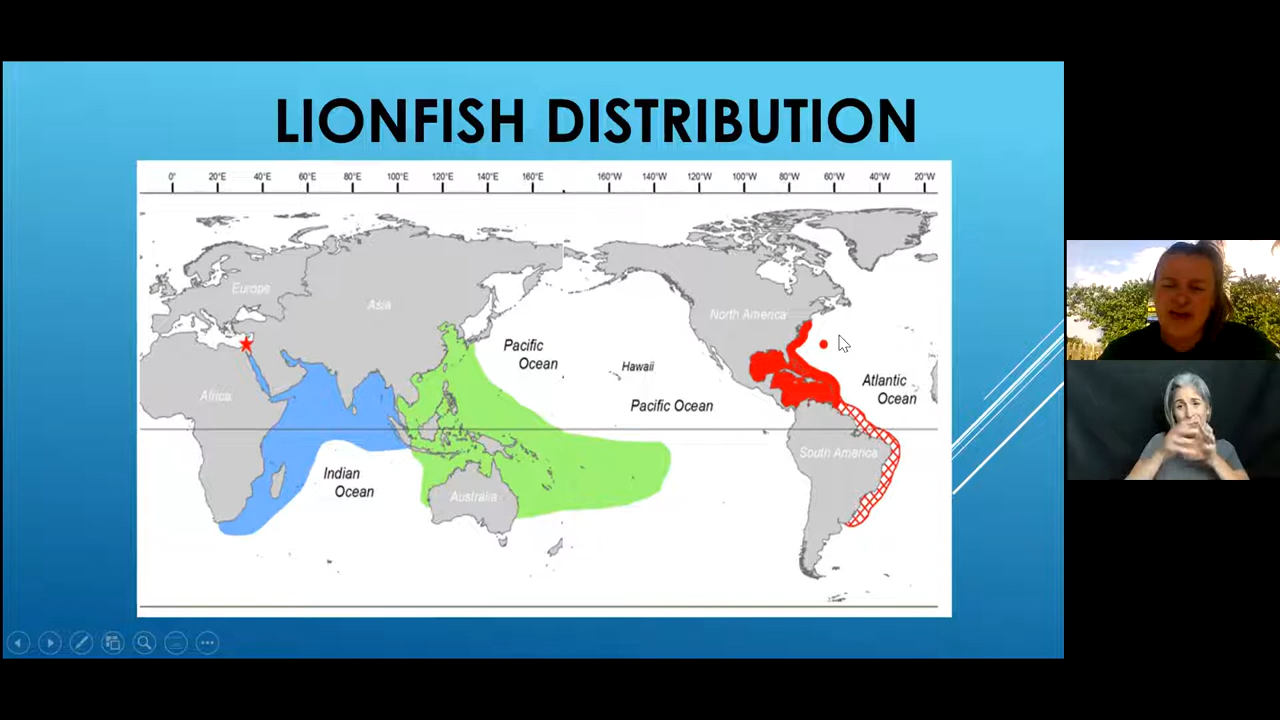 LIONFISH DISTRIBUTION
0° 20°E 40°E 60°E 80°E 100°E 120°E 140°E 160°E 160°W 140°W 120°W 100°W 80°W 60°W 40°W 20°W
Europe
Asia
North America
Pacific
Ocean
Hawaii
Atlantic
Ocean
Africa
Pacific Ocean
South America
Indian
Ocean
Australia